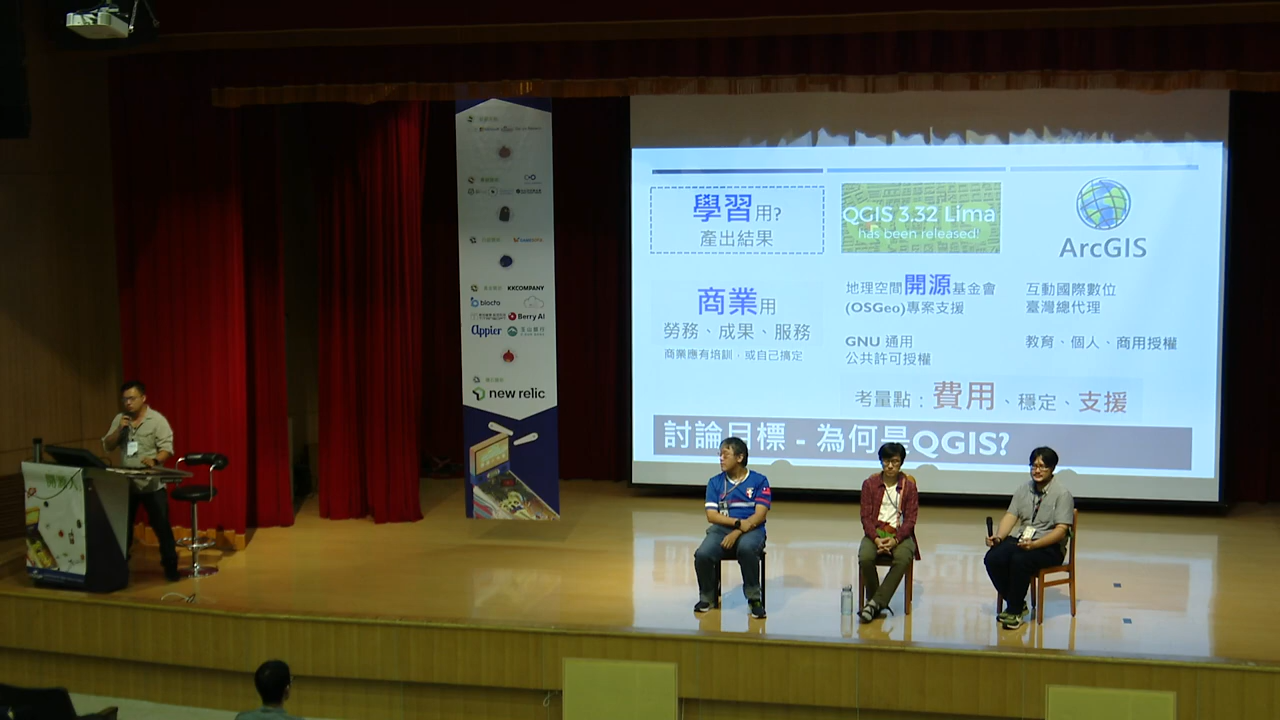 學習用?
產出結果
商業用
勞務、成果、服務
商業應有培訓，或自己搞定
QGIS 3.32 Lima
has been released!
地理空間開源基金會
(OSGeo)專案支援
GNU 通用
公共許可授權
ArcGIS
互動國際數位
臺灣總代理
教育、個人、商用授權
考量點：費用、穩定、支援
討論目標 - 為何是QGIS?
KKCOMPANY
biocta
Berry AI
Appier
玉山銀行
new relic